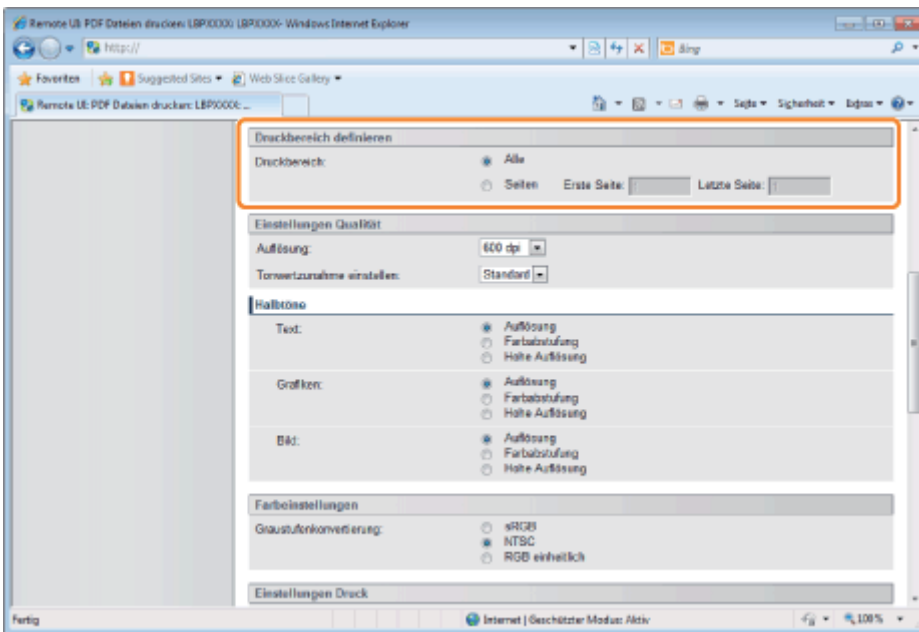 Remote UI: PDF Dateien drucken: LBPXXXX: LBPXXXX - Windows Internet Explorer
http://
Bing
Favoriten Suggested Sites Web Slice Gallery
Remote UI: PDF Dateien drucken: LBPXXXX: ...
Seite Sicherheit Extras
Druckbereich definieren
Druckbereich: Alle
Seiten Erste Seite: 1 Letzte Seite: 1
Einstellungen Qualität
Auflösung: 600 dpi
Tonwertzunahme einstellen: Standard
Halbtöne
Text: Auflösung
Farbabstufung
Hohe Auflösung
Grafiken: Auflösung
Farbabstufung
Hohe Auflösung
Bild: Auflösung
Farbabstufung
Hohe Auflösung
Farbeinstellungen
Graustufenkonvertierung: sRGB
NTSC
RGB einheitlich
Einstellungen Druck
Fertig Internet | Geschützter Modus: Aktiv 100%